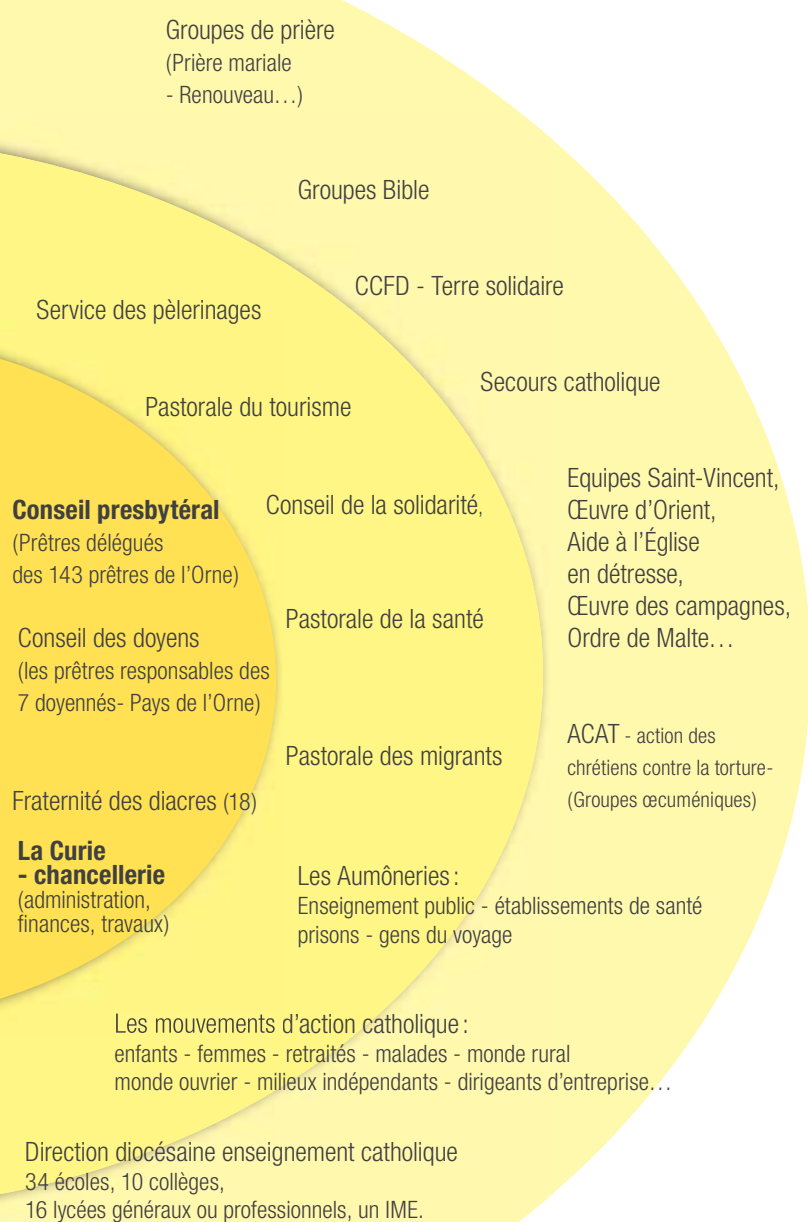 Groupes de prière
(Prière mariale
- Renouveau…)
Groupes Bible
CCFD - Terre solidaire
Service des pèlerinages
Secours catholique
Pastorale du tourisme
Equipes Saint-Vincent,
Œuvre d’Orient,
Aide à l’Église
en détresse,
Œuvre des campagnes,
Ordre de Malte…
Conseil presbytéral
(Prêtres délégués
des 143 prêtres de l’Orne)
Conseil de la solidarité,
Conseil des doyens
(les prêtres responsables des
7 doyennés- Pays de l’Orne)
Pastorale de la santé
Pastorale des migrants
ACAT - action des
chrétiens contre la torture-
(Groupes œcuméniques)
Fraternité des diacres (18)
La Curie
- chancellerie
(administration,
finances, travaux)
Les Aumôneries :
Enseignement public - établissements de santé
prisons - gens du voyage
Les mouvements d’action catholique :
enfants - femmes - retraités - malades - monde rural
monde ouvrier - milieux indépendants - dirigeants d’entreprise…
Direction diocésaine enseignement catholique
34 écoles, 10 collèges,
16 lycées généraux ou professionnels, un IME.